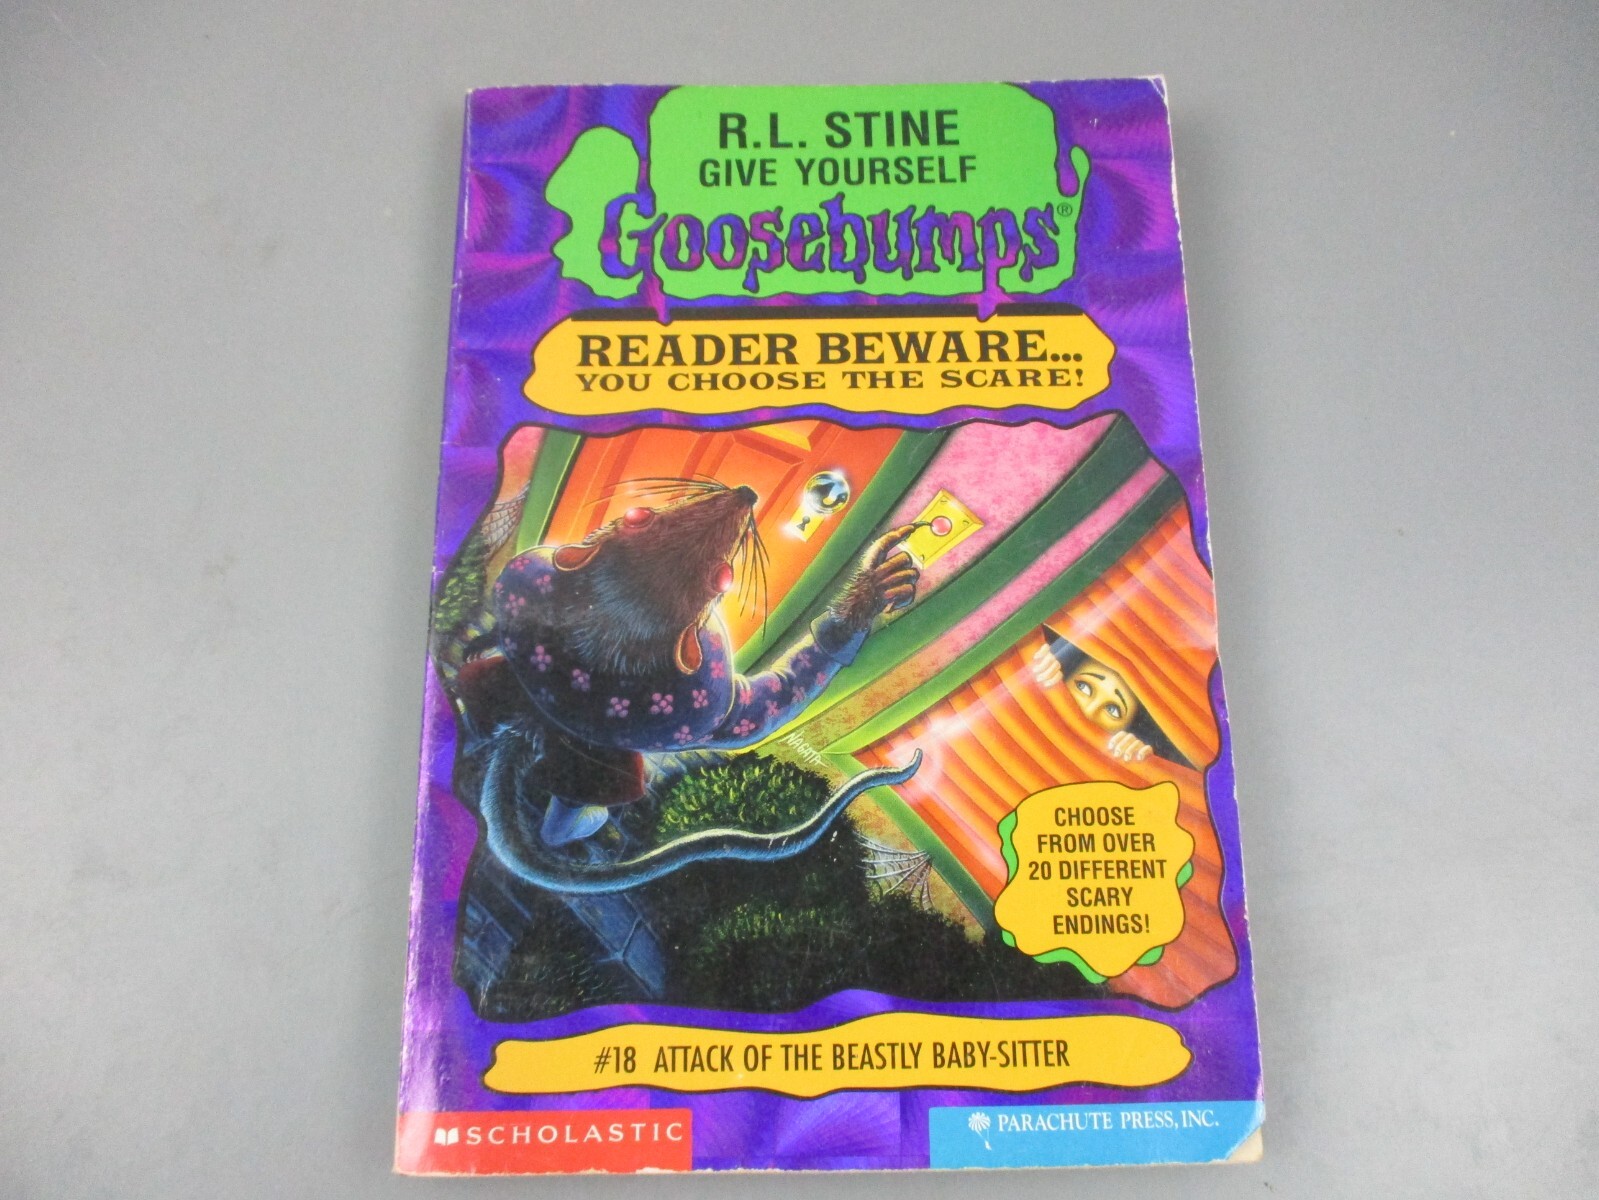 R.L. STINE
GIVE YOURSELF
Goosebumps®
READER BEWARE...
YOU CHOOSE THE SCARE!
NAGATA
CHOOSE
FROM OVER
20 DIFFERENT
SCARY
ENDINGS!
#18 ATTACK OF THE BEASTLY BABY-SITTER
SCHOLASTIC
PARACHUTE PRESS, INC.